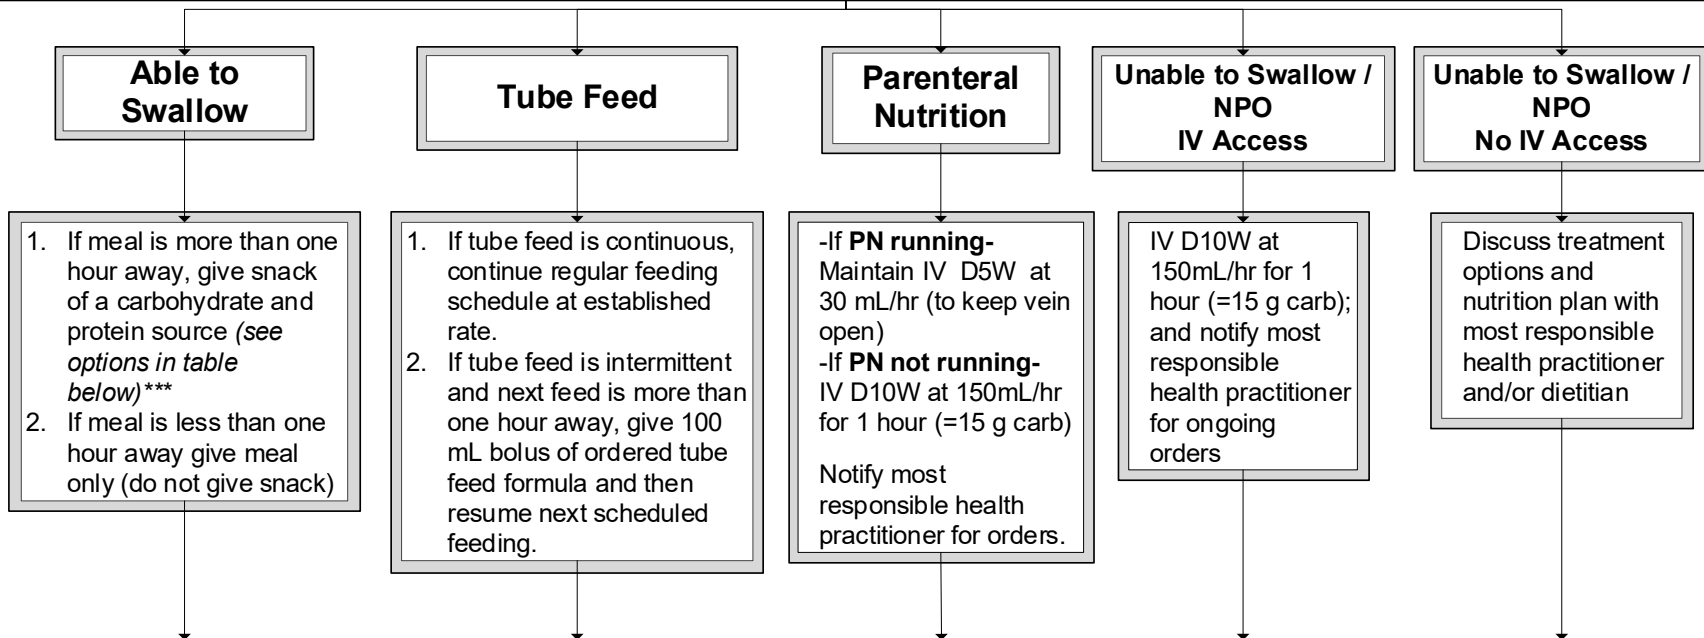 Able to
Swallow
Tube Feed
Parenteral
Nutrition
Unable to Swallow /
NPO
IV Access
Unable to Swallow /
NPO
No IV Access
1. If meal is more than one
hour away, give snack
of a carbohydrate and
protein source (see
options in table
below)***
2. If meal is less than one
hour away give meal
only (do not give snack)
1. If tube feed is continuous,
continue regular feeding
schedule at established
rate.
2. If tube feed is intermittent
and next feed is more than
one hour away, give 100
mL bolus of ordered tube
feed formula and then
resume next scheduled
feeding.
-If PN running-
Maintain IV D5W at
30 mL/hr (to keep vein
open)
-If PN not running-
IV D10W at 150mL/hr
for 1 hour (=15 g carb)
Notify most
responsible health
practitioner for orders.
IV D10W at
150mL/hr for 1
hour (=15 g carb);
and notify most
responsible
health practitioner
for ongoing
orders
Discuss treatment
options and
nutrition plan with
most responsible
health practitioner
and/or dietitian